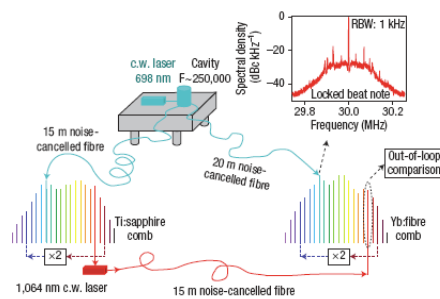 c.w. laser
698 nm
Cavity
F~250,000
Spectral density
(dBc kHz⁻¹)
0
−20
−40
RBW: 1 kHz
Locked beat note
29.8
30.0
30.2
Frequency (MHz)
15 m noise-
cancelled fibre
20 m noise-
cancelled fibre
Out-of-loop
comparison
Ti:sapphire
comb
×2
Yb:fibre
comb
×2
1,064 nm c.w. laser
15 m noise-cancelled fibre